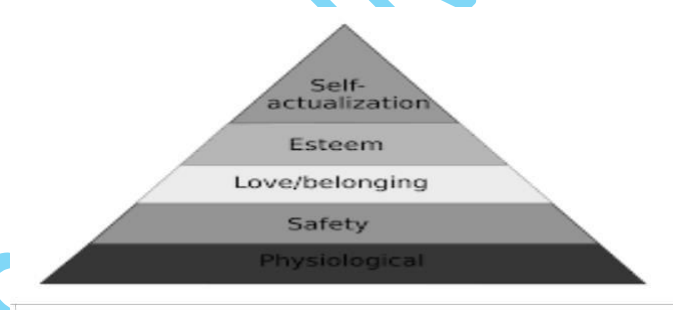 Self-
actualization
Esteem
Love/belonging
Safety
Physiological